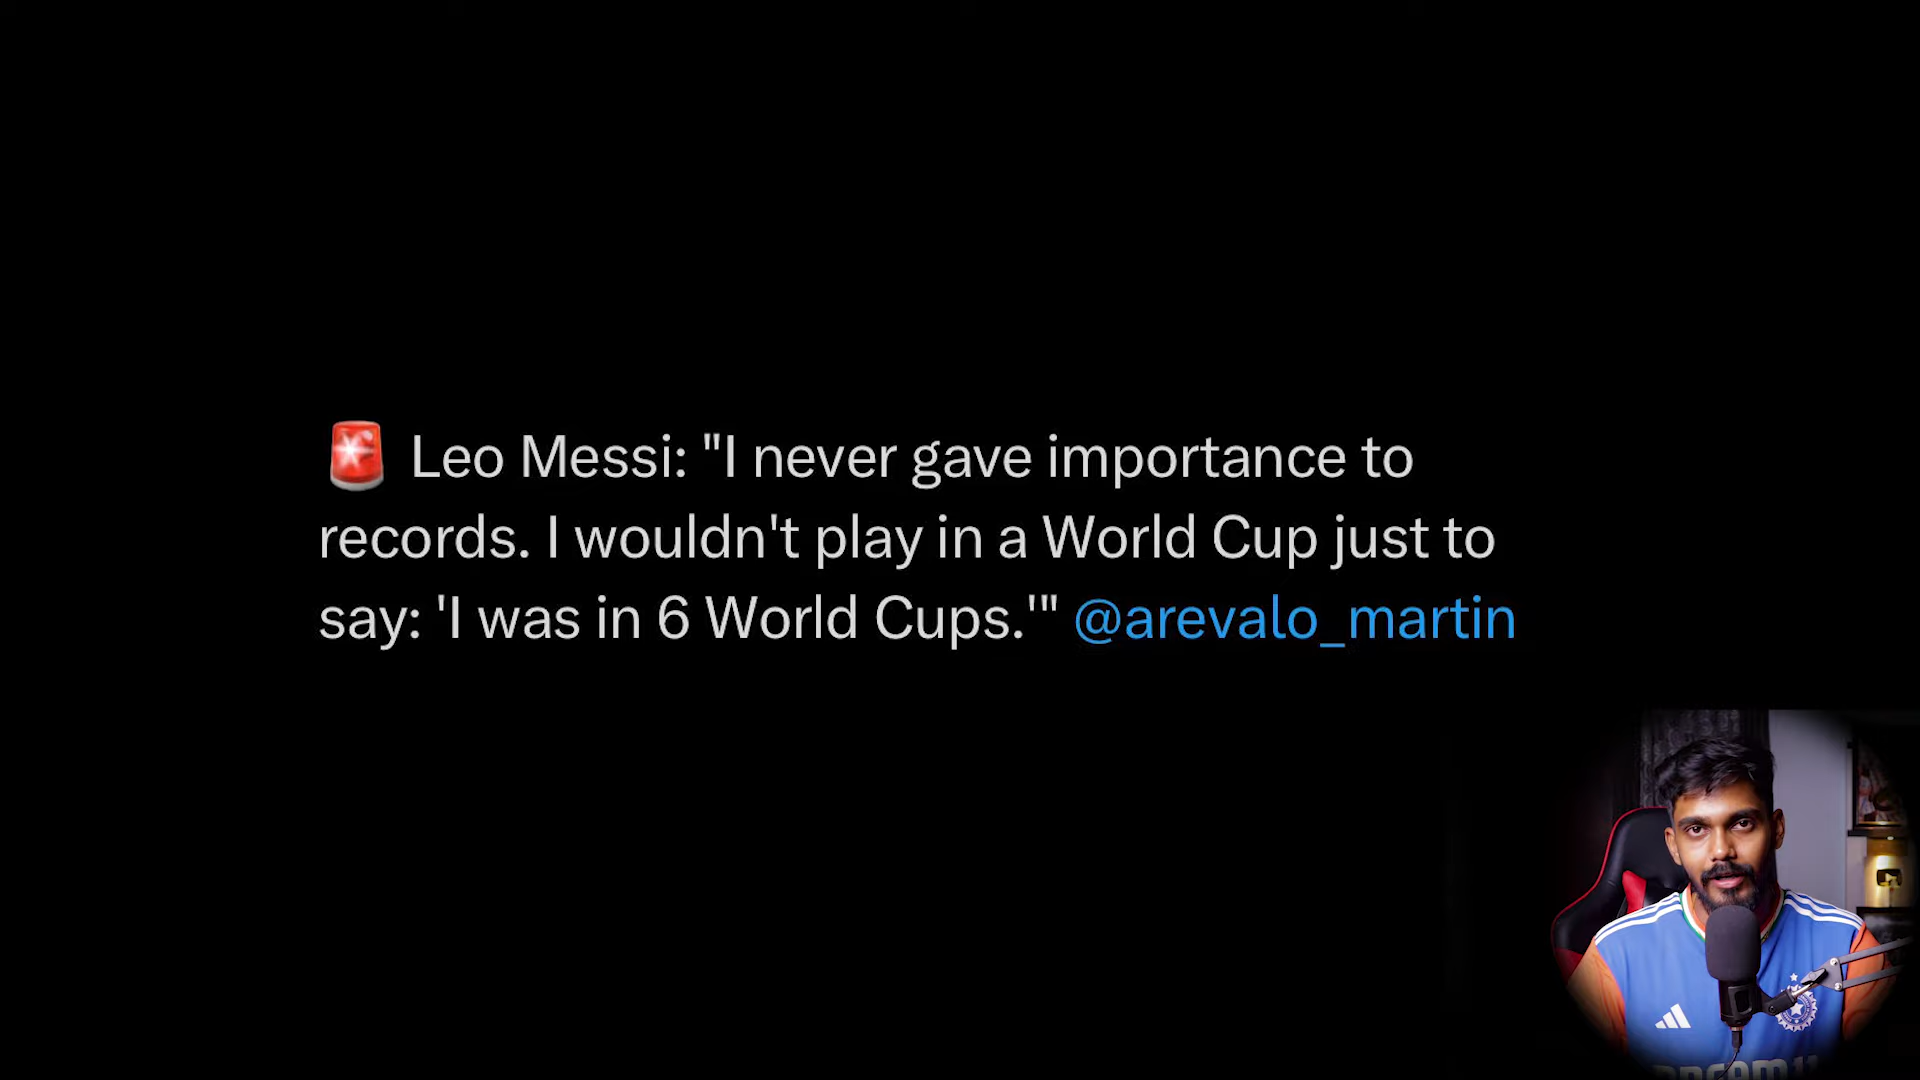 🚨 Leo Messi: "I never gave importance to
records. I wouldn't play in a World Cup just to
say: 'I was in 6 World Cups.'" @arevalo_martin